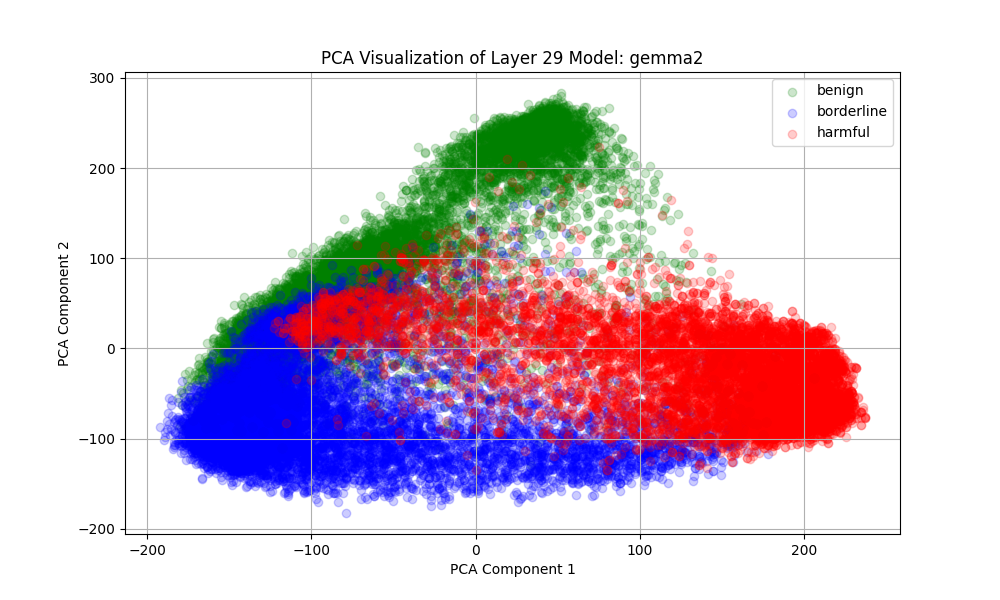 PCA Visualization of Layer 29 Model: gemma2
benign
borderline
harmful
300
200
100
0
−100
−200
PCA Component 2
−200
−100
0
100
200
PCA Component 1